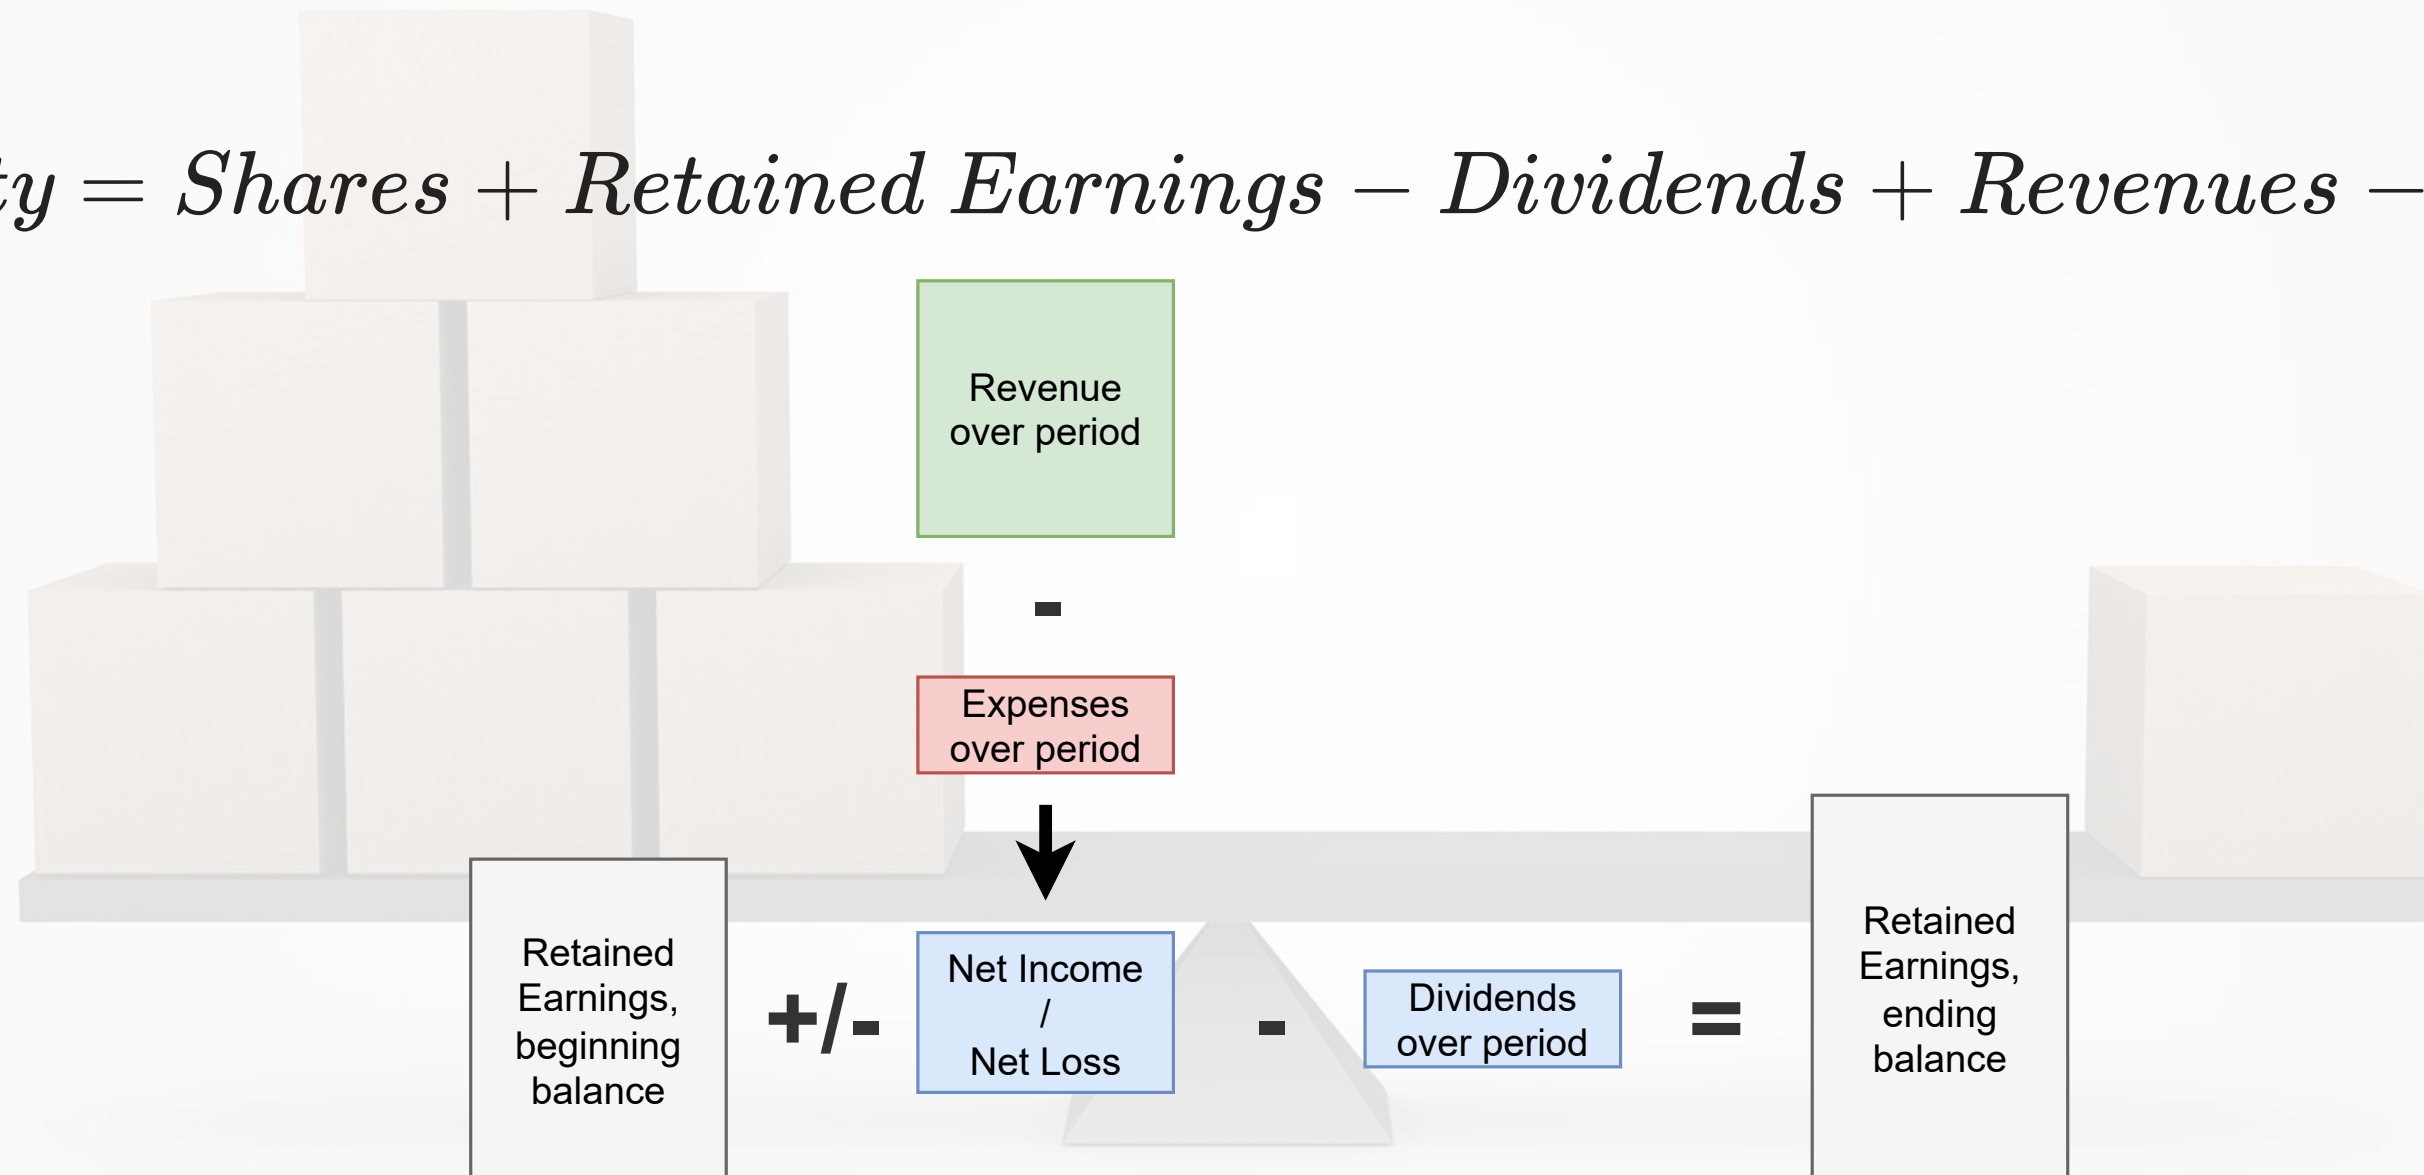 ty = Shares + Retained Earnings − Dividends + Revenues −
Revenue
over period
-
Expenses
over period
Retained
Earnings,
beginning
balance
+/-
Net Income
/
Net Loss
-
Dividends
over period
=
Retained
Earnings,
ending
balance